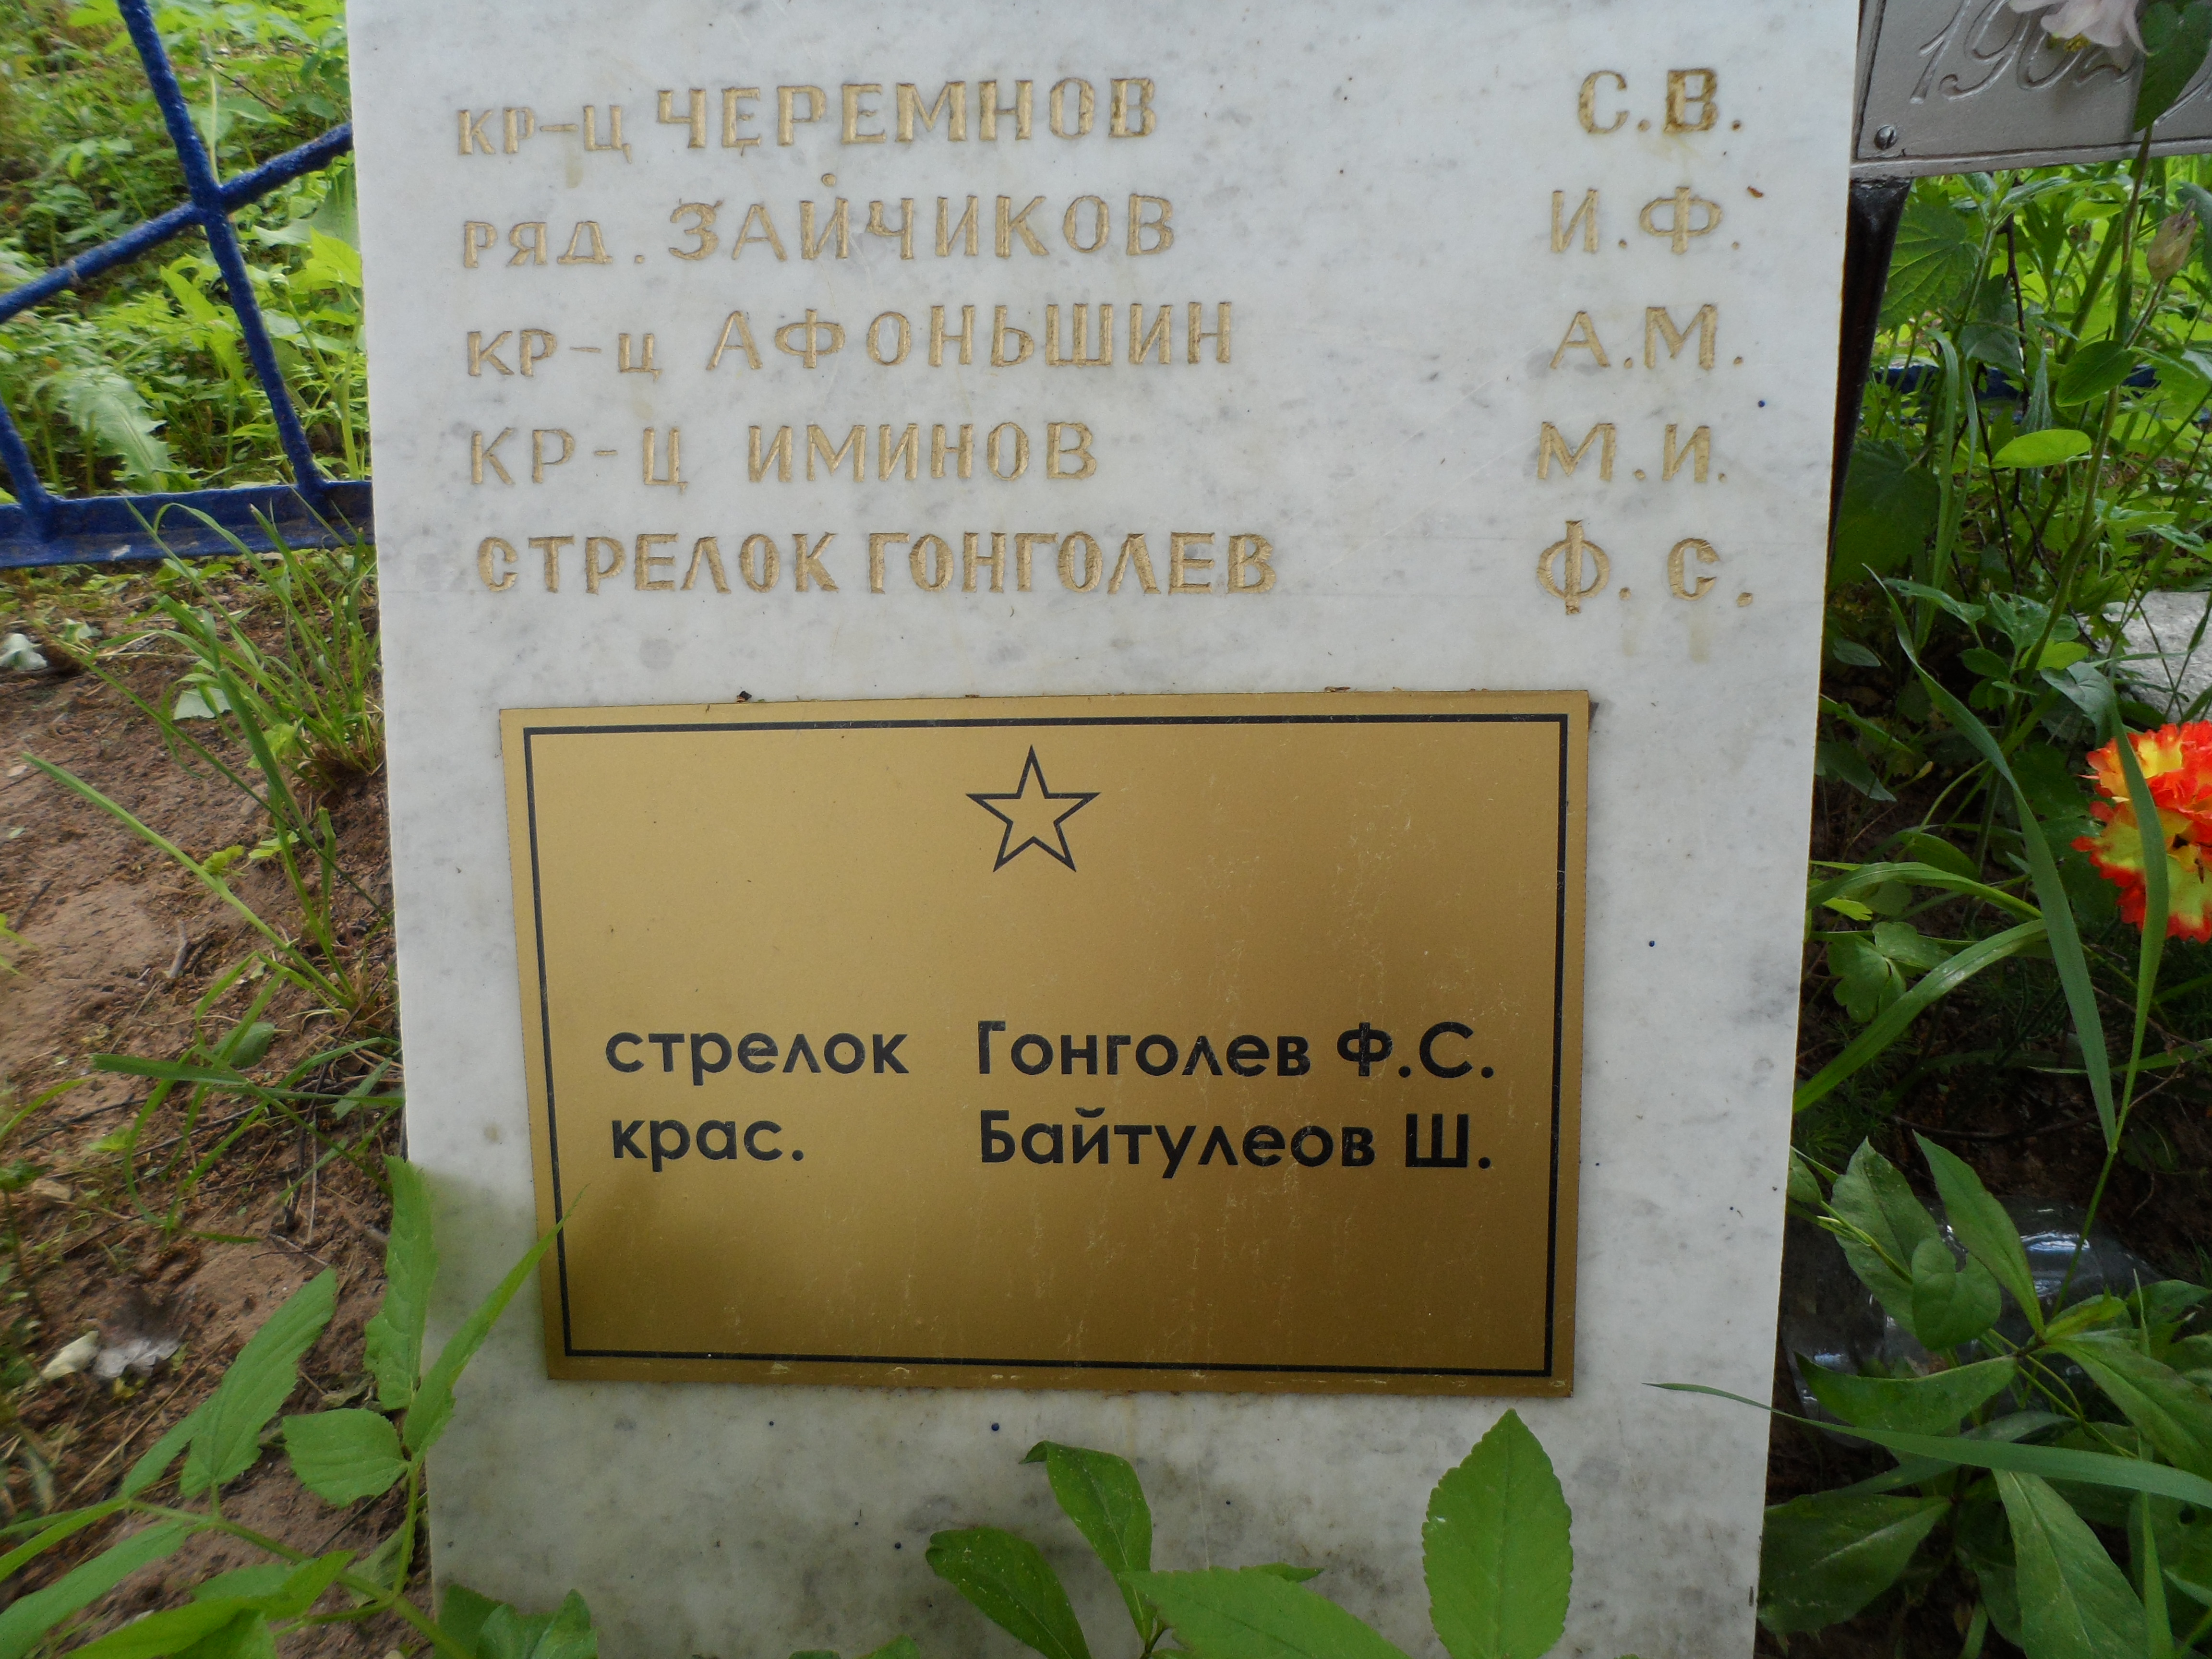 КР-Ц ЧЕРЕМНОВ С.В.
РЯД. ЗАЙЧИКОВ И.Ф.
КР-Ц АФОНЬШИН А.М.
КР-Ц ИМИНОВ М.И.
СТРЕЛОК ГОНГОЛЕВ Ф.С.
стрелок Гонголев Ф.С.
крас. Байтулеов Ш.